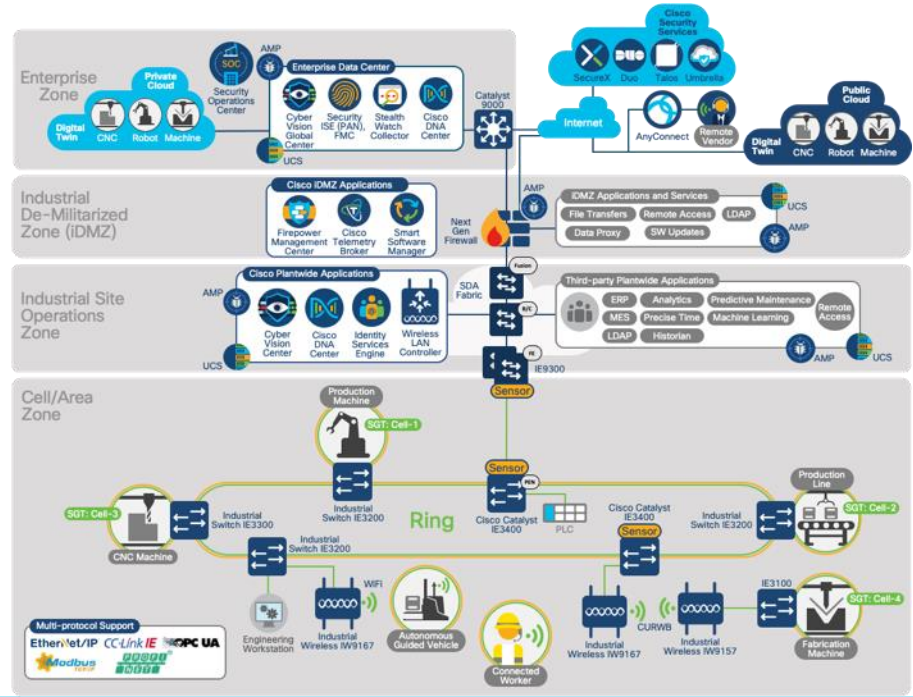 Cisco
Security
Services
SecureX
Duo
Talos
Umbrella
Enterprise
Zone
Private
Cloud
Digital
Twin
CNC
Robot
Machine
SOC
Security
Operations
Center
AMP
Enterprise Data Center
Cyber
Vision
Global
Center
Security
ISE (PAN),
FMC
Stealth
Watch
Collector
Cisco
DNA
Center
UCS
Catalyst
9000
Internet
AnyConnect
Remote
Vendor
Public
Cloud
Digital
Twin
CNC
Robot
Machine
Industrial
De-Militarized
Zone (iDMZ)
Cisco iDMZ Applications
Firepower
Management
Center
Cisco
Telemetry
Broker
Smart
Software
Manager
Next
Gen
Firewall
AMP
iDMZ Applications and Services
File Transfers
Remote Access
LDAP
Data Proxy
SW Updates
UCS
AMP
Industrial Site
Operations
Zone
Cisco Plantwide Applications
AMP
UCS
Cyber
Vision
Center
Cisco
DNA
Center
Identity
Services
Engine
Wireless
LAN
Controller
SDA
Fabric
Fusion
B/C
FE
IE9300
Third-party Plantwide Applications
ERP
Analytics
Predictive Maintenance
MES
Precise Time
Machine Learning
LDAP
Historian
Remote
Access
AMP
UCS
Cell/Area
Zone
Sensor
Production
Machine
SGT: Cell-1
Industrial
Switch IE3200
SGT: Cell-3
CNC Machine
Industrial
Switch IE3300
Ring
Sensor
PEN
Cisco Catalyst
IE3400
PLC
Cisco Catalyst
IE3400
Sensor
Industrial
Switch IE3200
Production
Line
SGT: Cell-2
Industrial
Switch IE3200
Engineering
Workstation
WIFI
Industrial
Wireless IW9167
Autonomous
Guided Vehicle
Connected
Worker
Industrial
Wireless IW9167
CURWB
Industrial
Wireless IW9157
IE3100
SGT: Cell-4
Fabrication
Machine
Multi-protocol Support
EtherNet/IP
CC-Link IE
OPC UA
Modbus
TCP/IP
PROFI
NET